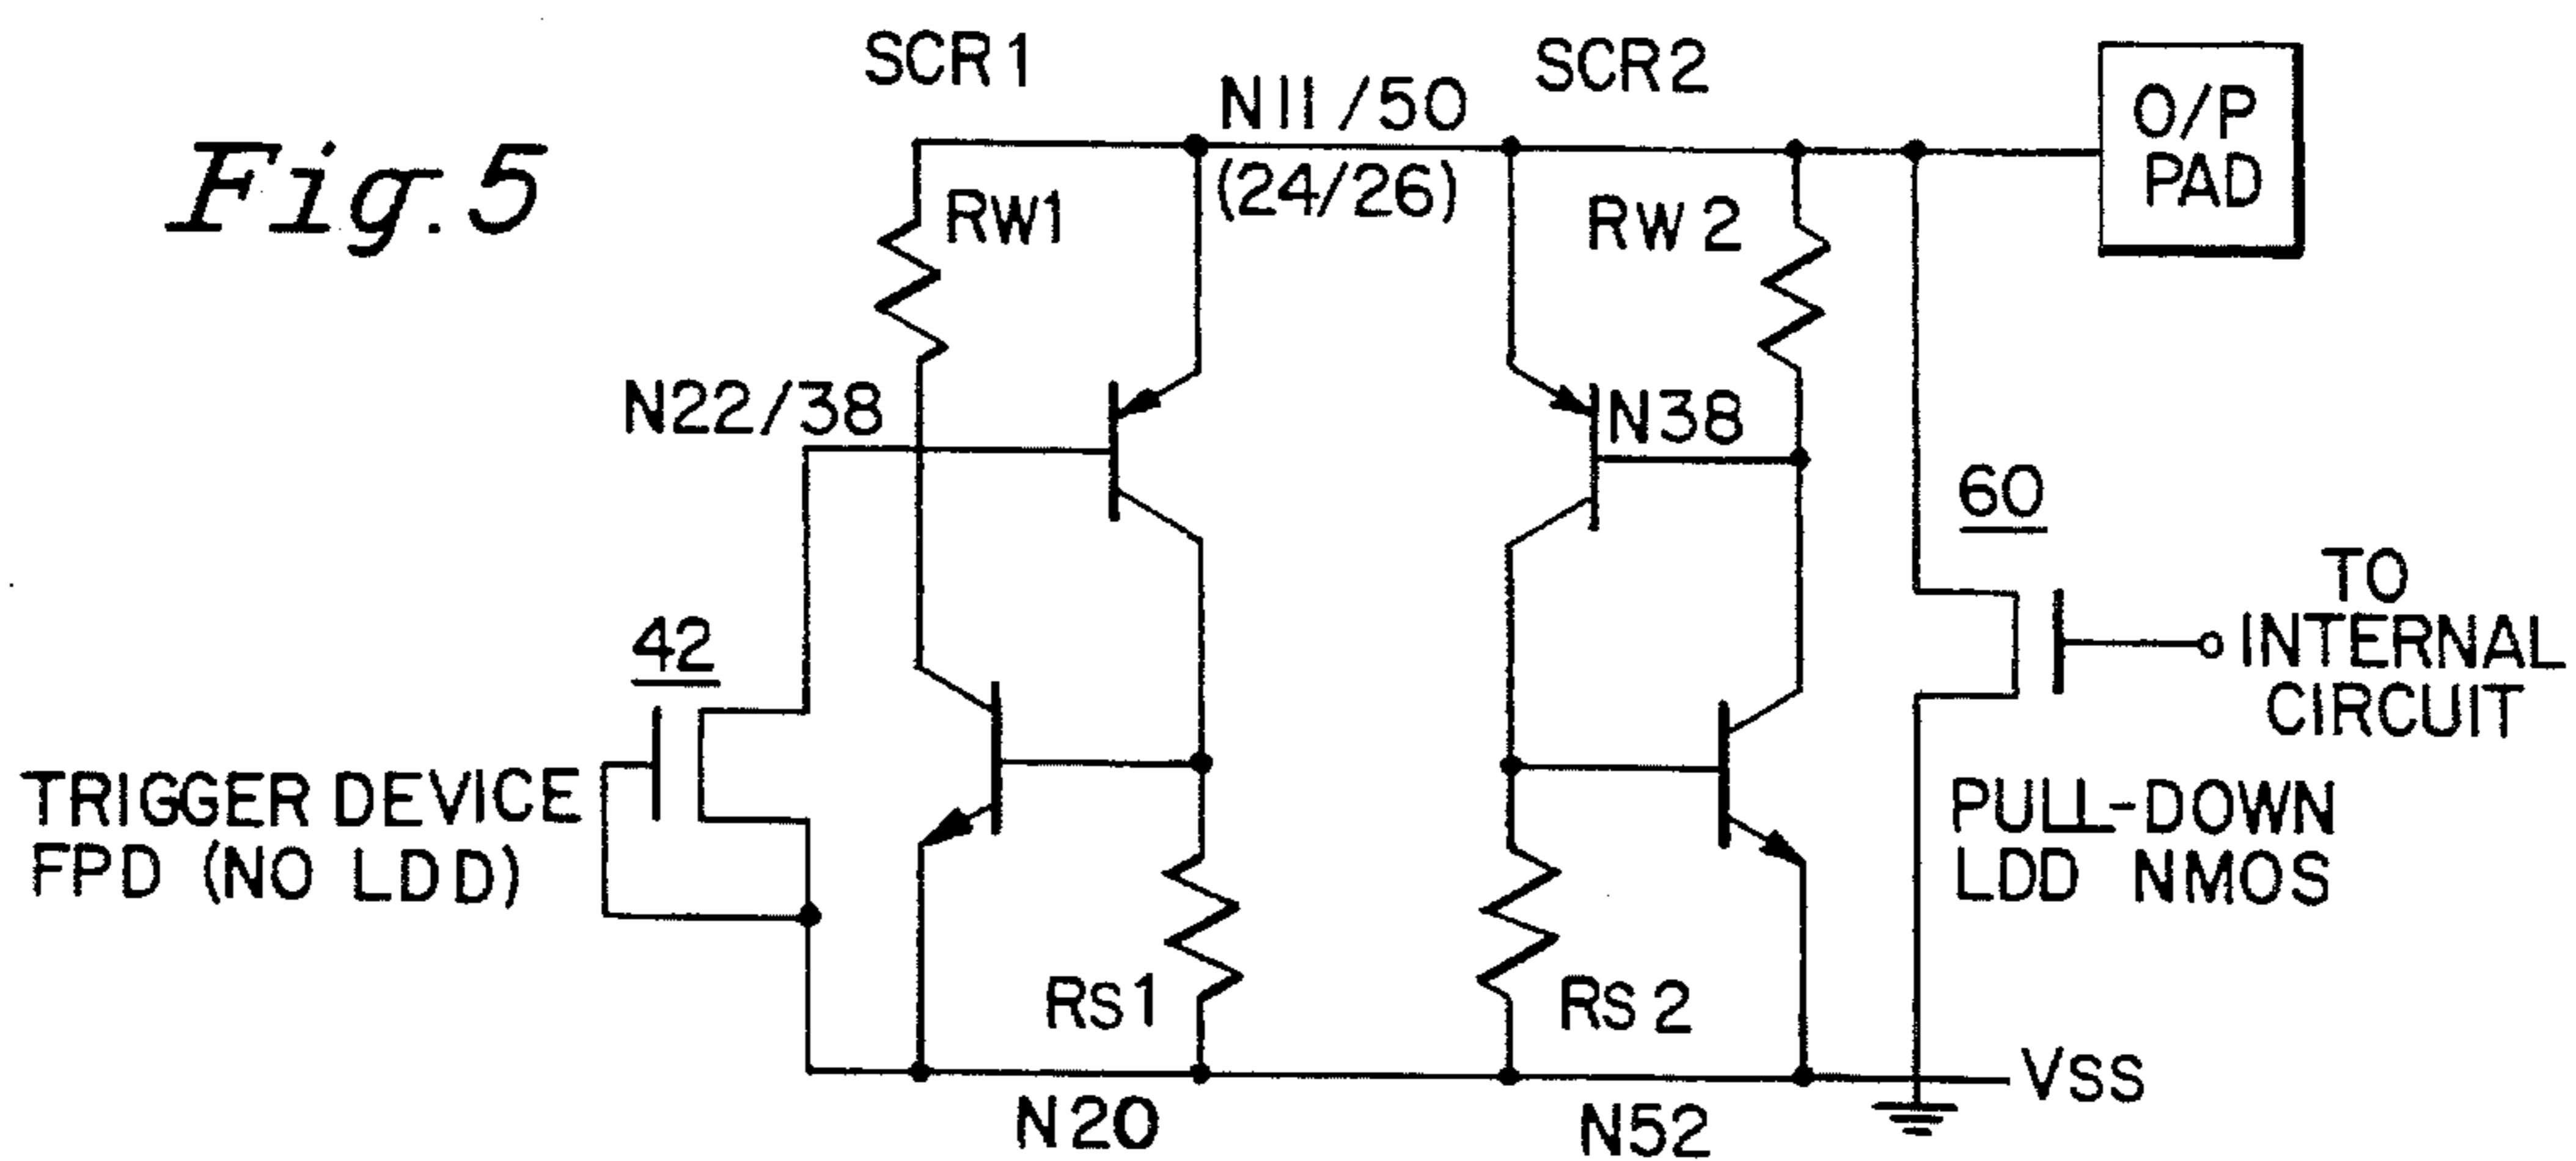 Fig. 5
SCR1
N11/50
(24/26)
SCR2
O/P
PAD
RW1
RW2
N22/38
N38
60
42
TO
INTERNAL
CIRCUIT
TRIGGER DEVICE
FPD (NO LDD)
PULL-DOWN
LDD NMOS
RS1
RS2
VSS
N20
N52